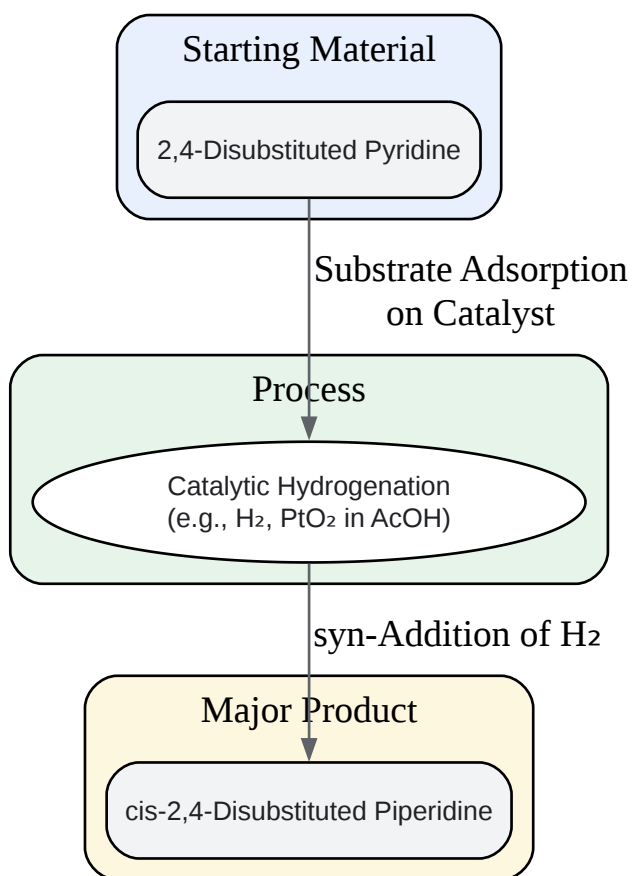 Starting Material
2,4-Disubstituted Pyridine
Substrate Adsorption
on Catalyst
Process
Catalytic Hydrogenation
(e.g., H₂, PtO₂ in AcOH)
syn-Addition of H₂
Major Product
cis-2,4-Disubstituted Piperidine